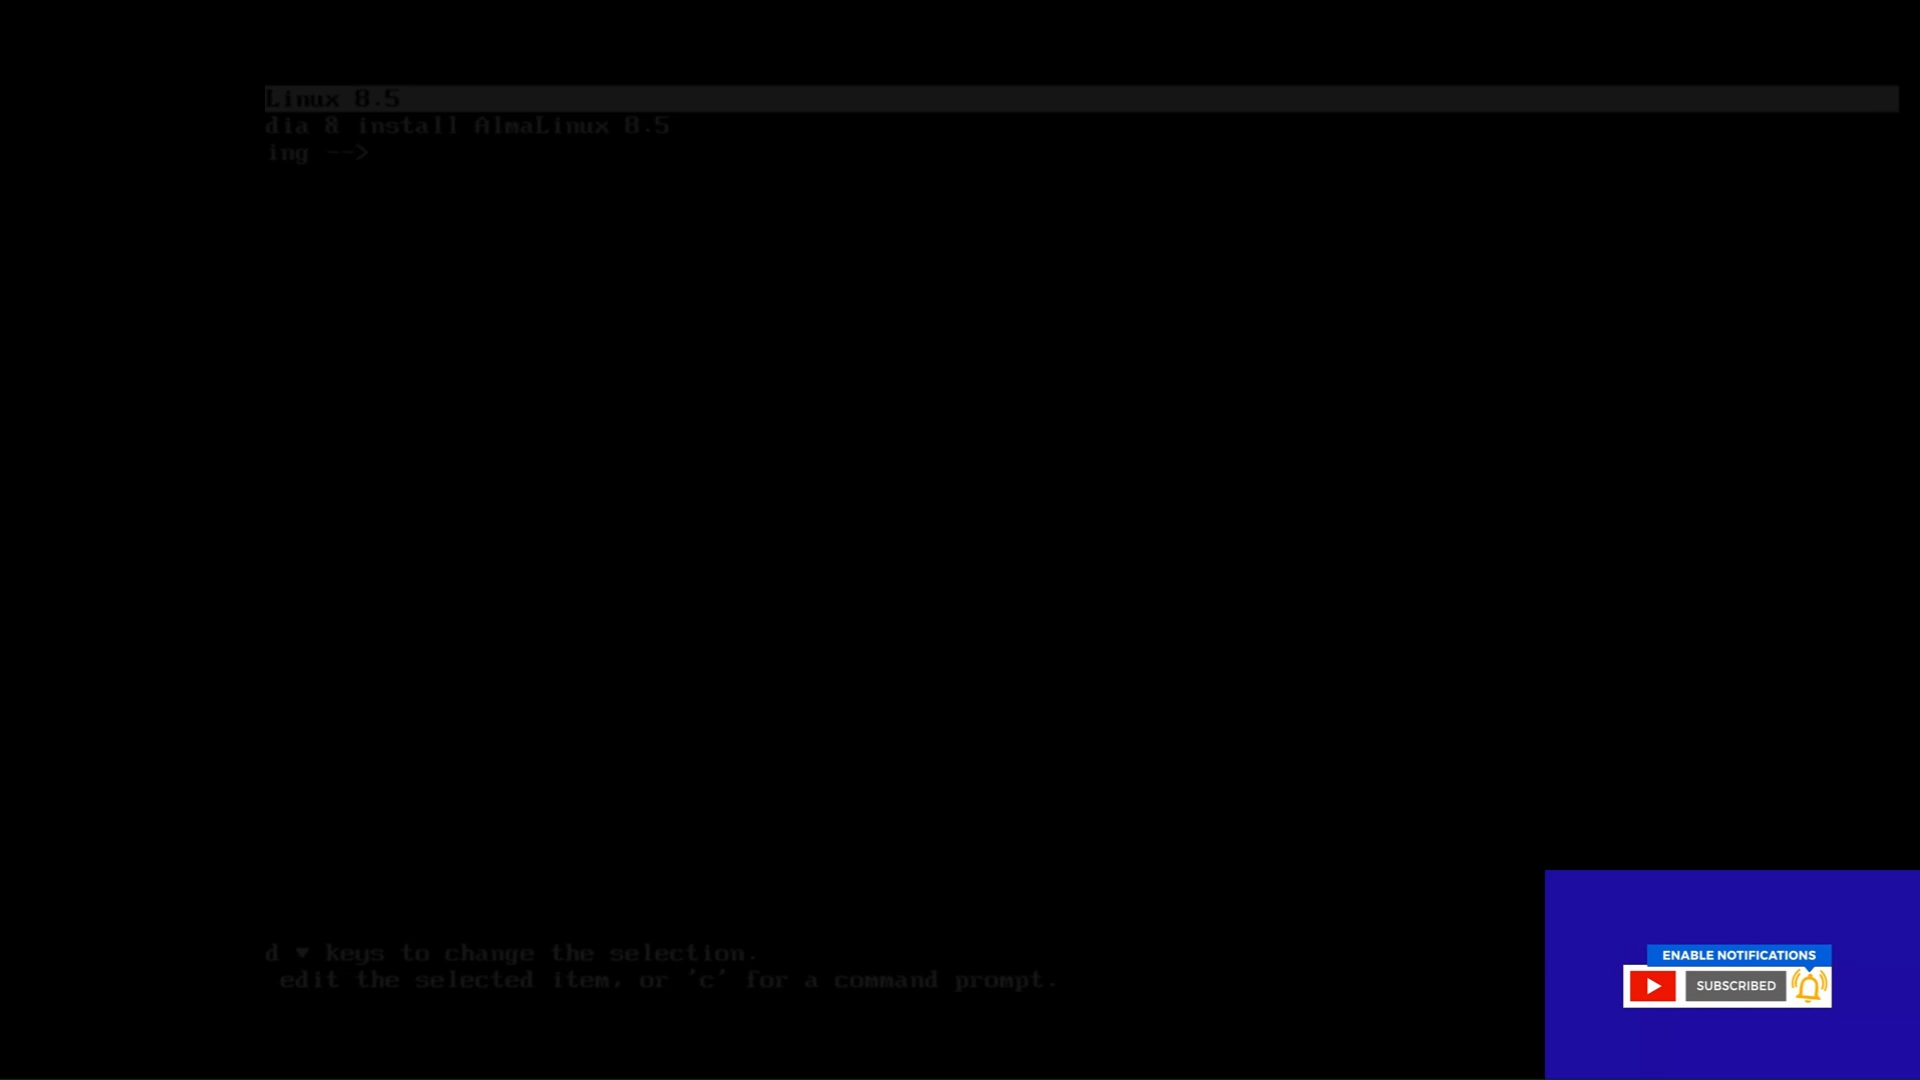 Linux 8.5
dia & install AlmaLinux 8.5
ing -->
d ▼ keys to change the selection.
edit the selected item, or 'c' for a command prompt.
ENABLE NOTIFICATIONS
SUBSCRIBED